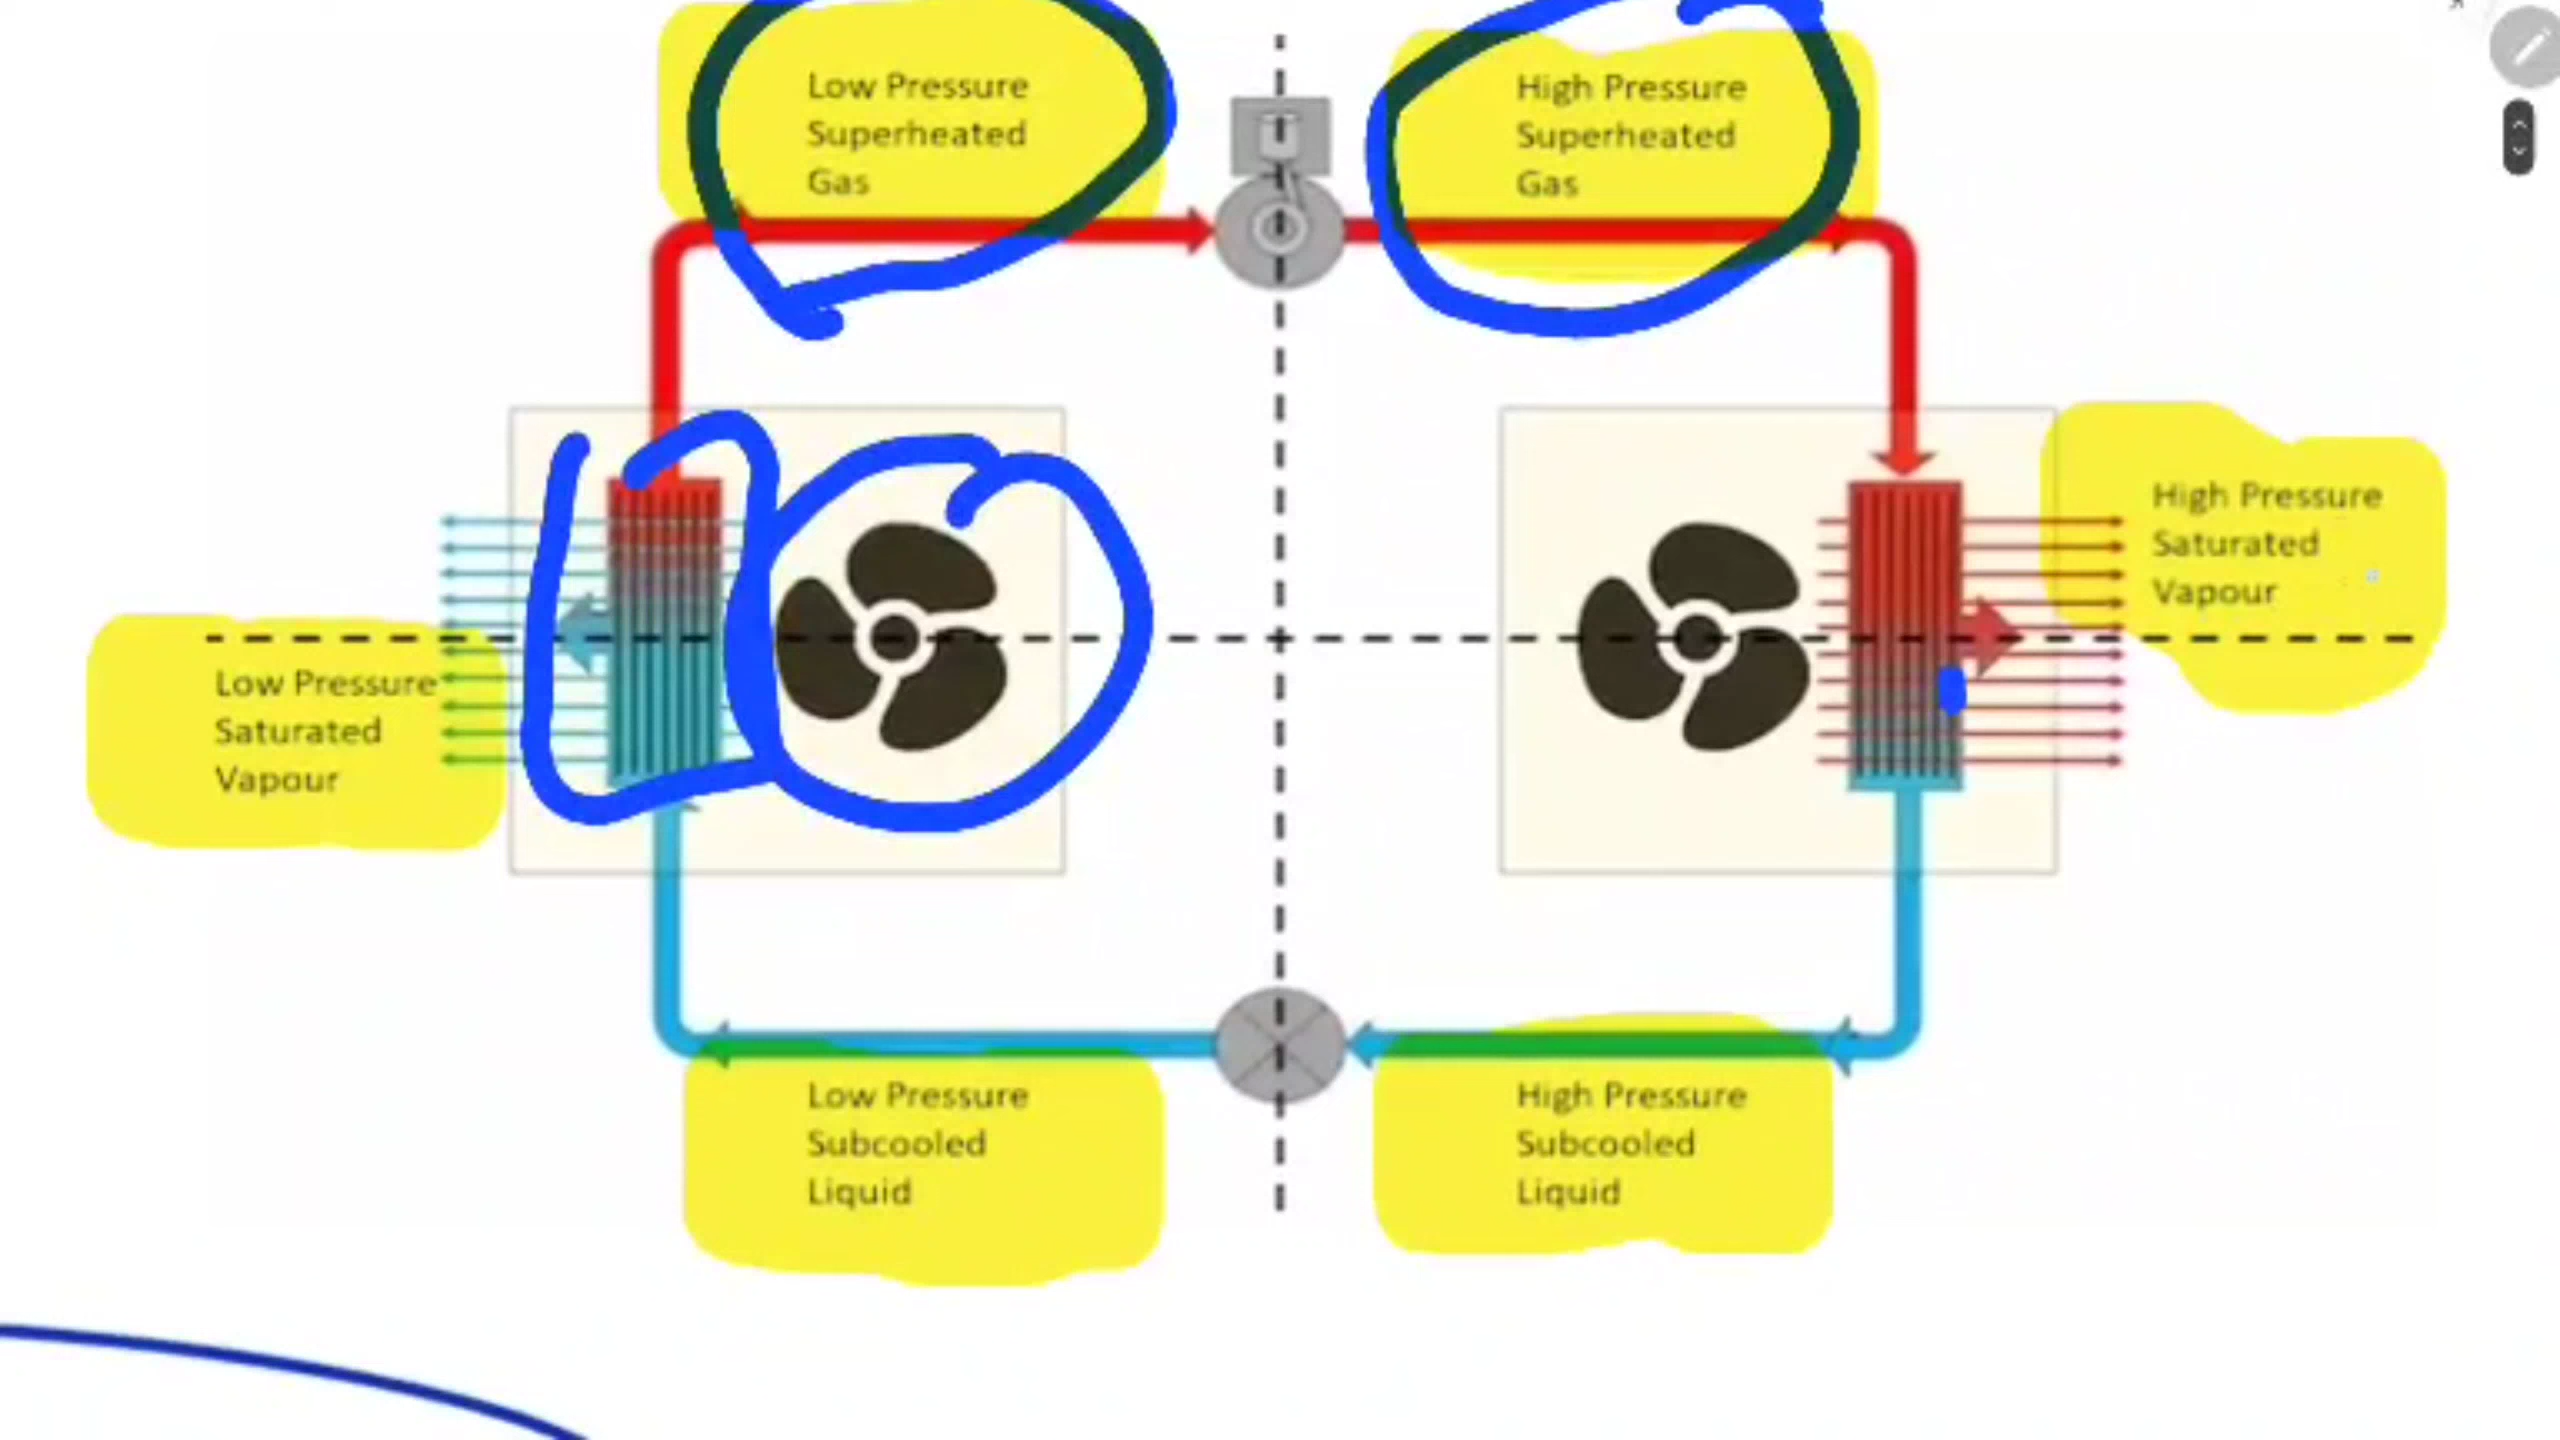 Low Pressure
Superheated
Gas
High Pressure
Superheated
Gas
High Pressure
Saturated
Vapour
Low Pressure
Saturated
Vapour
Low Pressure
Subcooled
Liquid
High Pressure
Subcooled
Liquid